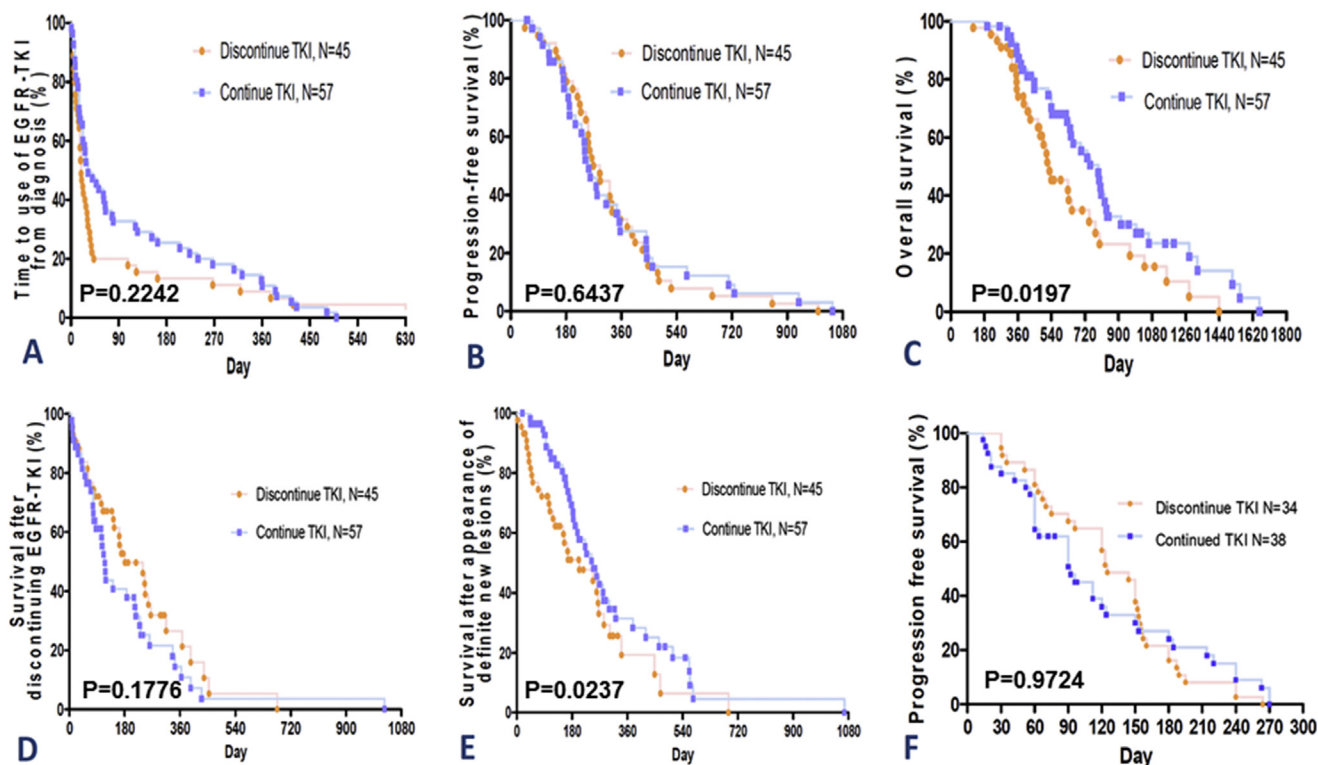 Time to use of EGFR-TKI
from diagnosis (%)
100
80
60
40
20
0
Discontinue TKI, N=45
Continue TKI, N=57
P=0.2242
0 90 180 270 360 450 540 630
Day
A
Progression-free survival (%)
100
80
60
40
20
0
Discontinue TKI, N=45
Continue TKI, N=57
P=0.6437
0 180 360 540 720 900 1080
Day
B
Overall survival (%)
100
80
60
40
20
0
Discontinue TKI, N=45
Continue TKI, N=57
P=0.0197
0 180 360 540 720 900 1080 1260 1440 1620 1800
Day
C
Survival after
discontinuing EGFR-TKI (%)
100
80
60
40
20
0
Discontinue TKI, N=45
Continue TKI, N=57
P=0.1776
0 180 360 540 720 900 1080
Day
D
Survival after appearance of
definite new lesions (%)
100
80
60
40
20
0
Discontinue TKI, N=45
Continue TKI, N=57
P=0.0237
0 180 360 540 720 900 1080
Day
E
Progression free survival (%)
100
80
60
40
20
0
Discontinue TKI N=34
Continued TKI N=38
P=0.9724
0 30 60 90 120 150 180 210 240 270 300
Day
F